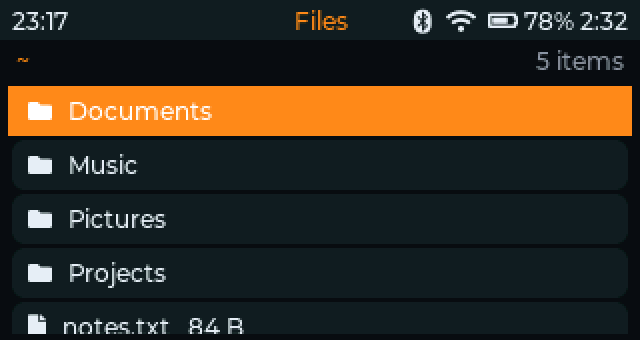 23:17 Files 78% 2:32
~ 5 items
Documents
Music
Pictures
Projects
notes.txt 84 B